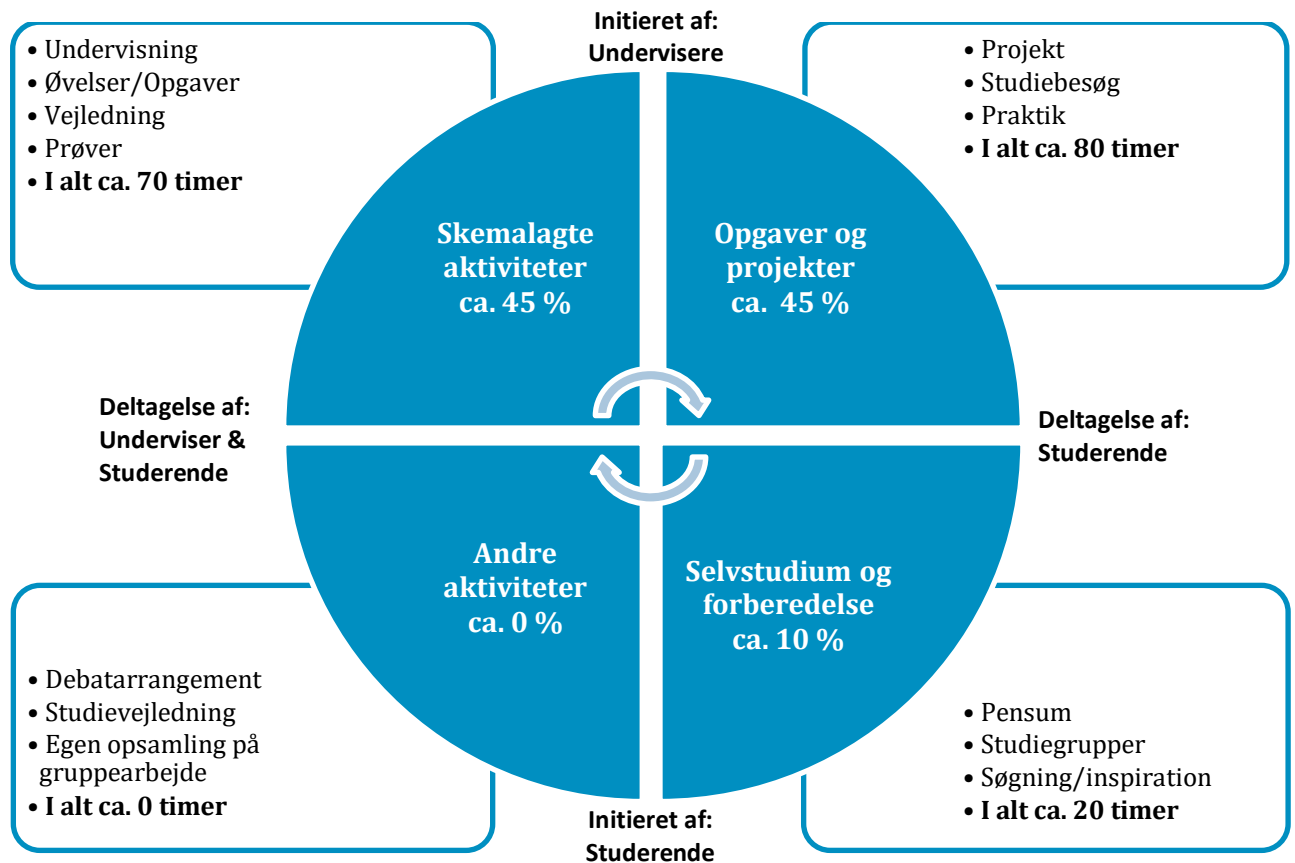 Initieret af:
Undervisere
• Undervisning
• Øvelser/Opgaver
• Vejledning
• Prøver
• I alt ca. 70 timer
• Projekt
• Studiebesøg
• Praktik
• I alt ca. 80 timer
Skemalagte
aktiviteter
ca. 45 %
Opgaver og
projekter
ca. 45 %
Deltagelse af:
Underviser &
Studerende
Deltagelse af:
Studerende
Andre
aktiviteter
ca. 0 %
Selvstudium og
forberedelse
ca. 10 %
• Debatarrangement
• Studievejledning
• Egen opsamling på
gruppearbejde
• I alt ca. 0 timer
• Pensum
• Studiegrupper
• Søgning/inspiration
• I alt ca. 20 timer
Initieret af:
Studerende